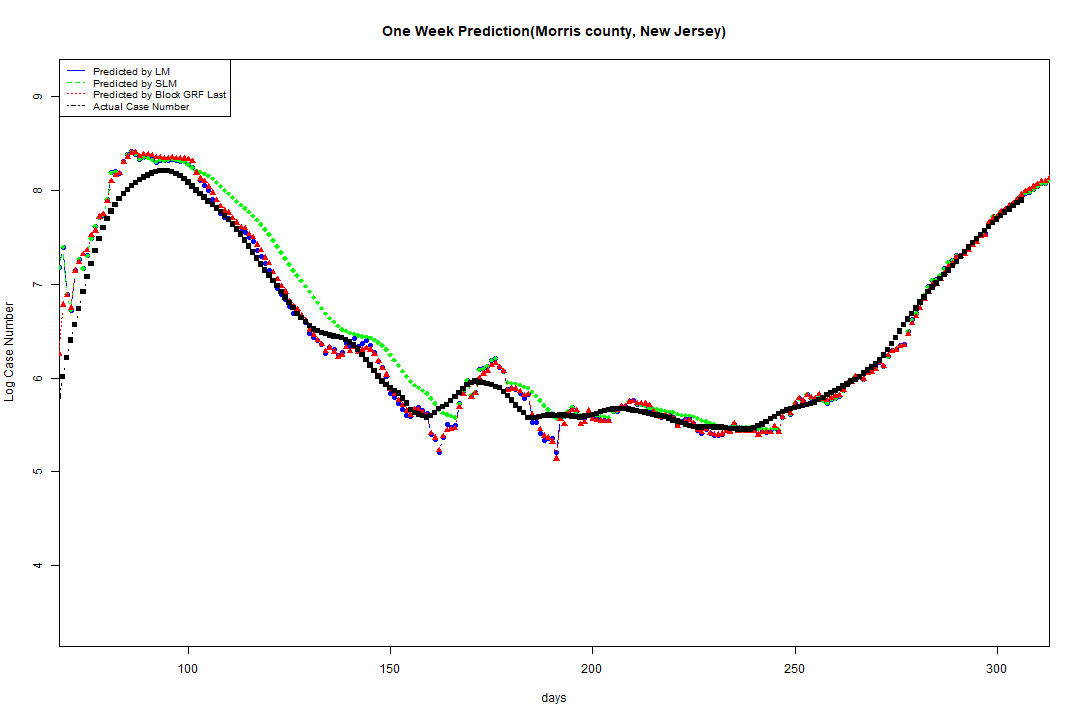 One Week Prediction(Morris county, New Jersey)
Predicted by LM
Predicted by SLM
Predicted by Block GRF Last
Actual Case Number
9
8
7
6
5
4
Log Case Number
100 150 200 250 300
days